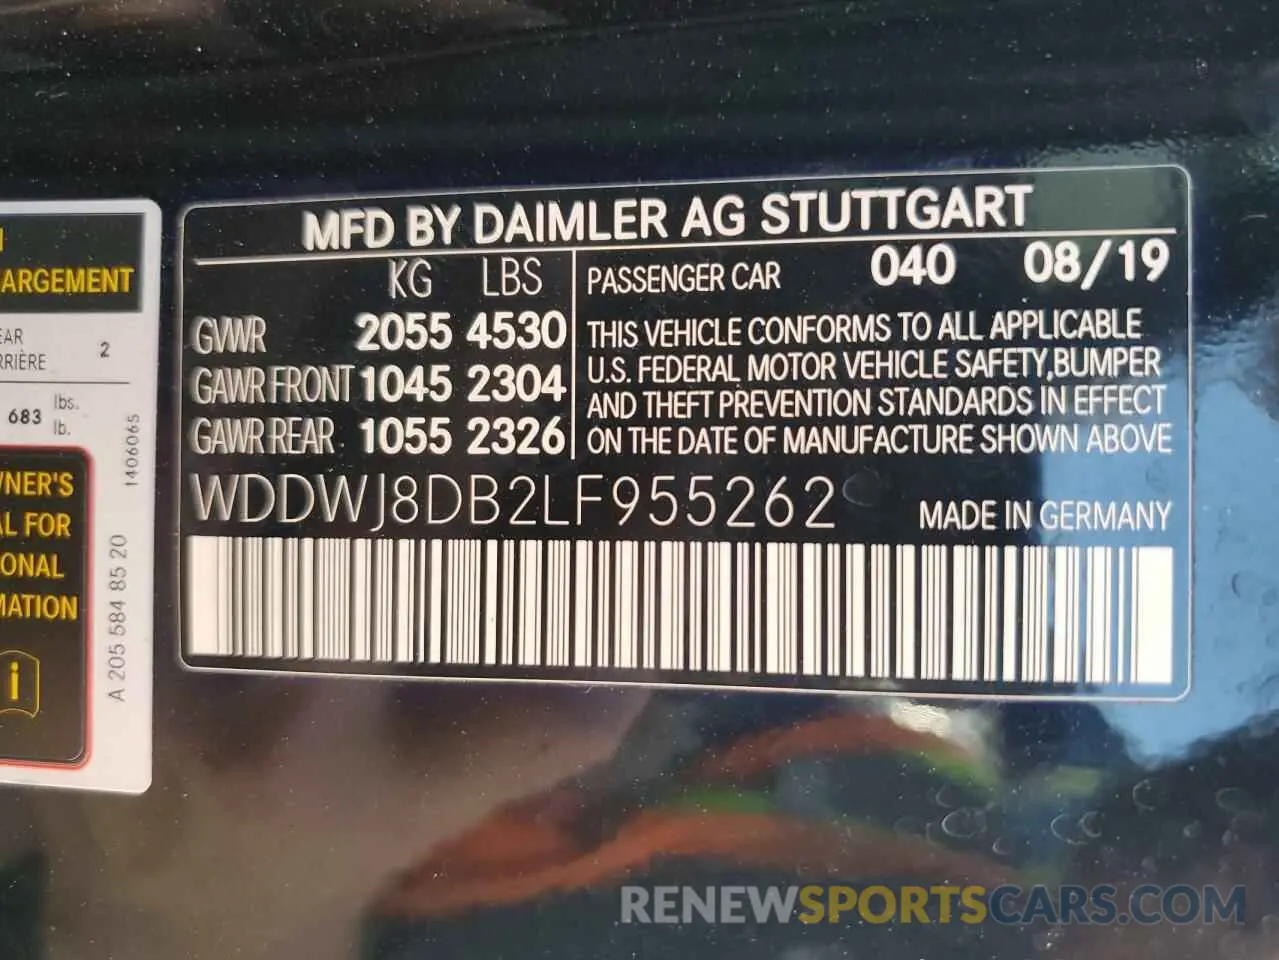 MFD BY DAIMLER AG STUTTGART
KG LBS
GVWR 2055 4530
GAWR FRONT 1045 2304
GAWR REAR 1055 2326
PASSENGER CAR 040 08/19
THIS VEHICLE CONFORMS TO ALL APPLICABLE
U.S. FEDERAL MOTOR VEHICLE SAFETY, BUMPER
AND THEFT PREVENTION STANDARDS IN EFFECT
ON THE DATE OF MANUFACTURE SHOWN ABOVE
WDDWJ8DB2LF955262
MADE IN GERMANY
ARGEMENT
EAR
RRIÈRE 2
683 lbs.
lb.
1406065
NER'S
AL FOR
ONAL
MATION
i
A 205 584 85 20
RENEWSPORTSCARS.COM